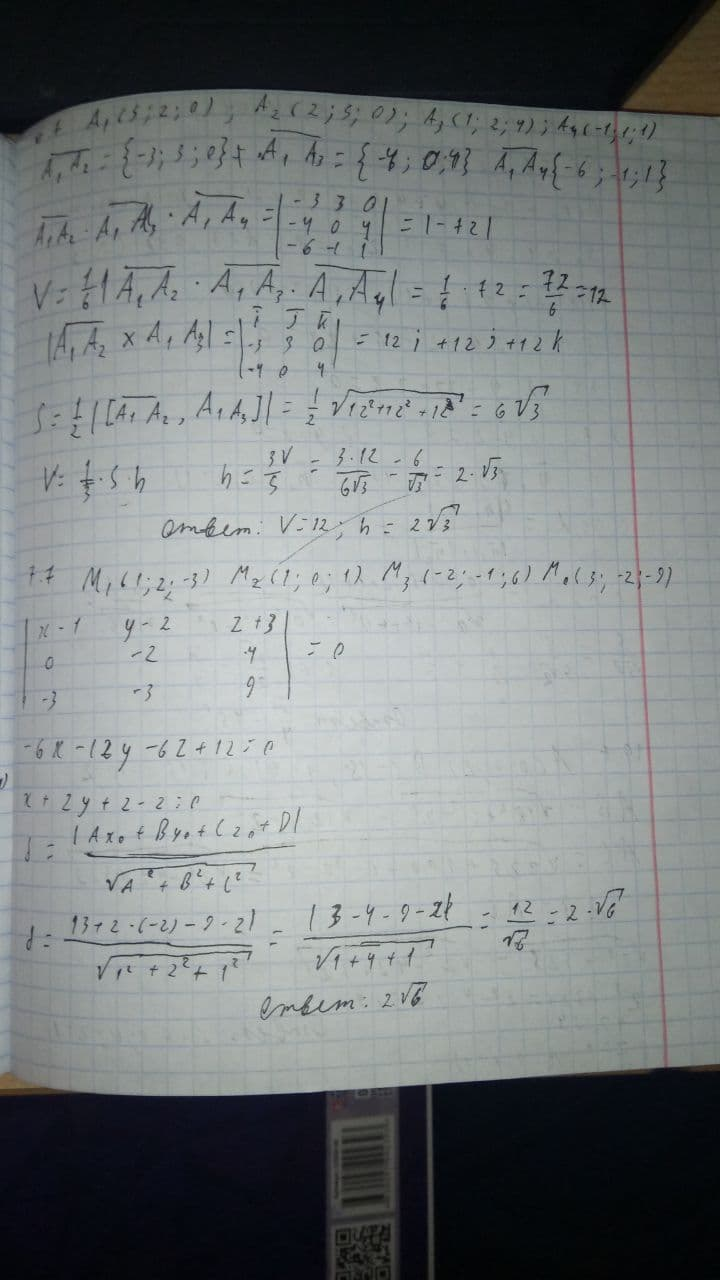 A₁(5;2;0); A₂(2;5;0); A₃(1;2;4); A₄(-1;1;1)
A₁A₂ = {-3; 3; 0} A₁A₃ = {-4; 0; 4} A₁A₄{-6; -1; 1}
A₁A₂ · A₁A₃ · A₁A₄ = |-3 3 0
-4 0 4
-6 -1 1| = |-72|
V = 1/6 |A₁A₂ · A₁A₃ · A₁A₄| = 1/6 · 72 = 72/6 = 12
|A₁A₂ × A₁A₃| = |i j k
-3 3 0
-4 0 4| = 12i + 12j + 12k
S = 1/2 |[A₁A₂, A₁A₃]| = 1/2 √(12² + 12² + 12²) = 6√3
V = 1/3 · S · h h = 3V/S = 3·12/6√3 = 6/√3 = 2·√3
Ответ: V = 12; h = 2√3
7.7 M₁(1; 2; -3) M₂(1; 0; 1) M₃(-2; -1; 6) M₀(3; -2; -9)
|x-1 y-2 z+3
0 -2 4
-3 -3 9| = 0
-6x - 12y - 6z + 12 = 0
x + 2y + z - 2 = 0
d = |Ax₀ + By₀ + Cz₀ + D| / √(A² + B² + C²)
d = |3 + 2·(-2) - 9 - 2| / √(1² + 2² + 1²) = |3 - 4 - 9 - 2| / √(1 + 4 + 1) = 12/√6 = 2·√6
Ответ: 2√6